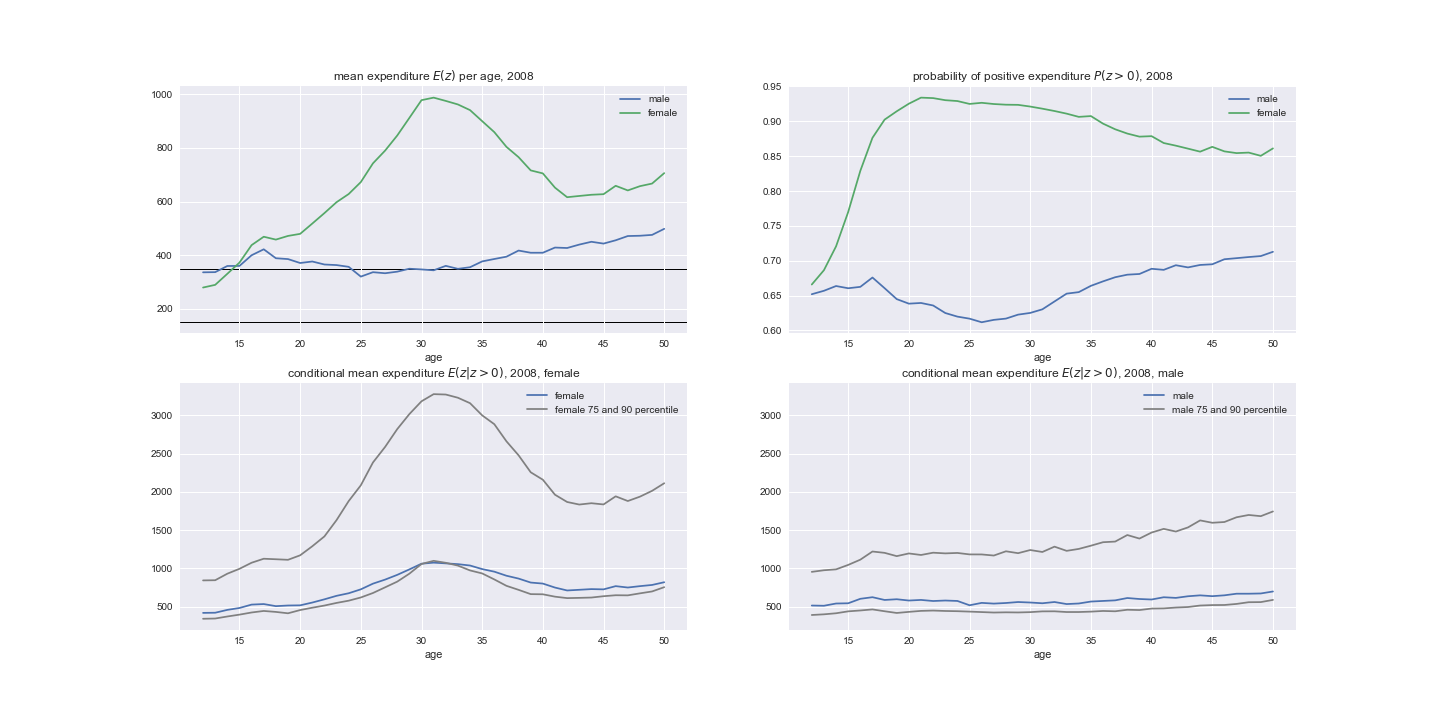 mean expenditure E(z) per age, 2008
1000
800
600
400
200
male
female
15 20 25 30 35 40 45 50
age
probability of positive expenditure P(z > 0), 2008
0.95
0.90
0.85
0.80
0.75
0.70
0.65
0.60
male
female
15 20 25 30 35 40 45 50
age
conditional mean expenditure E(z|z > 0), 2008, female
3000
2500
2000
1500
1000
500
female
female 75 and 90 percentile
15 20 25 30 35 40 45 50
age
conditional mean expenditure E(z|z > 0), 2008, male
3000
2500
2000
1500
1000
500
male
male 75 and 90 percentile
15 20 25 30 35 40 45 50
age